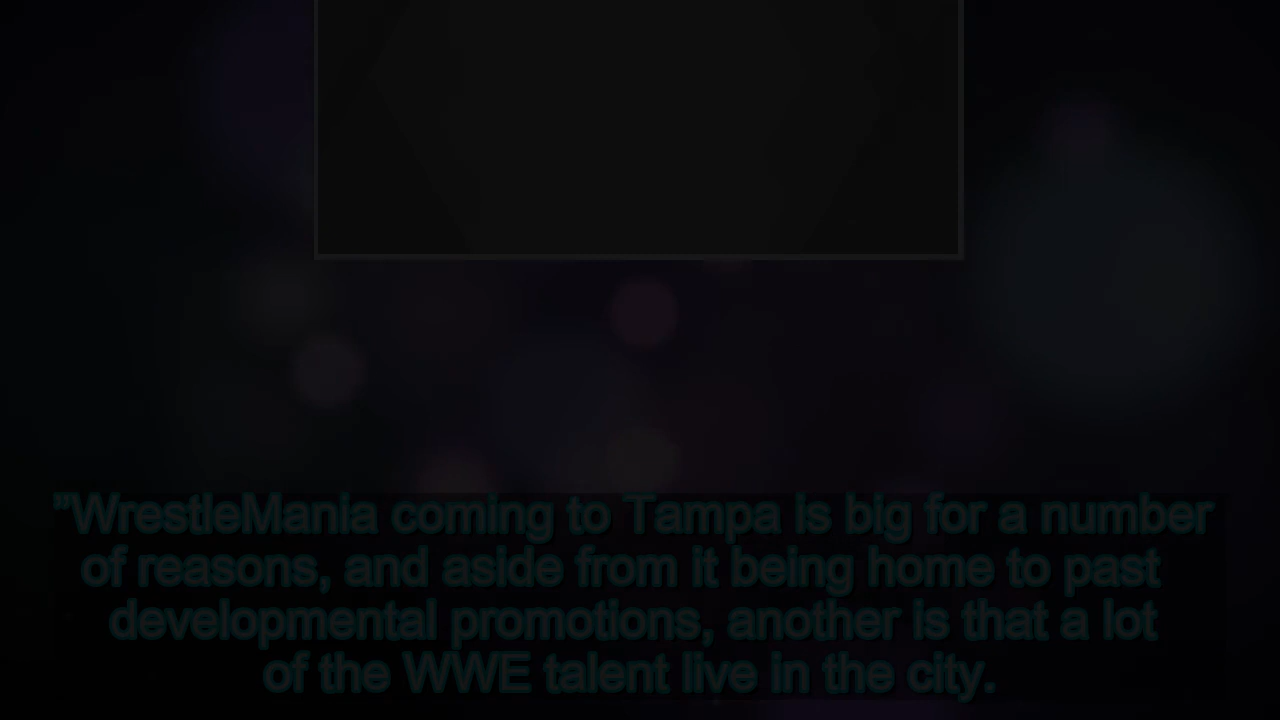 "WrestleMania coming to Tampa is big for a number
of reasons, and aside from it being home to past
developmental promotions, another is that a lot
of the WWE talent live in the city.